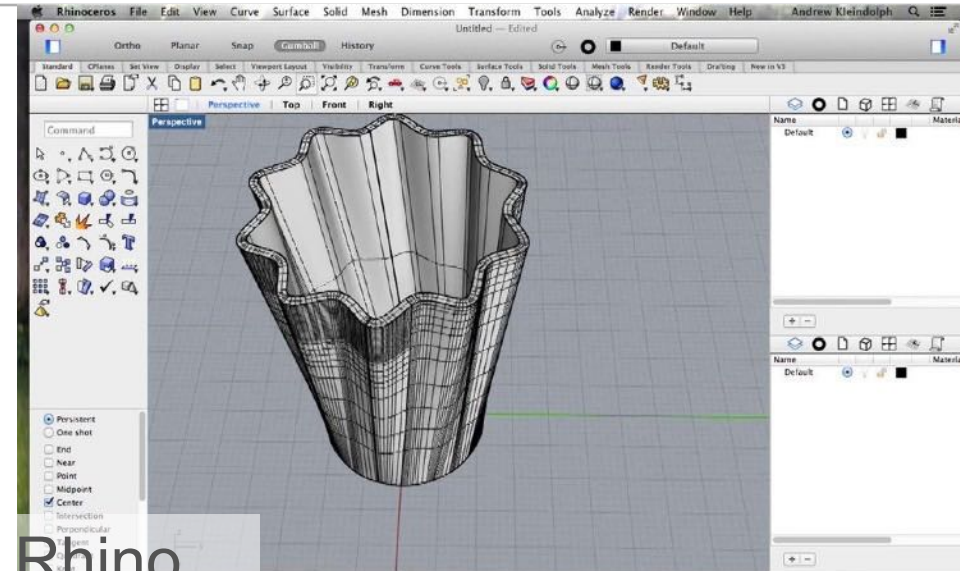 Rhinoceros File Edit View Curve Surface Solid Mesh Dimension Transform Tools Analyze Render Window Help Andrew Kleindolph
Untitled — Edited
Ortho Planar Snap Gumball History Default
Standard CPlanes Set View Display Select Viewport Layout Visibility Transform Curve Tools Surface Tools Solid Tools Mesh Tools Render Tools Drafting New in V5
Perspective Top Front Right
Command
Perspective
Name Materia
Default
Persistent
One shot
End
Near
Point
Midpoint
Center
Intersection
Perpendicular
Tangent
Name Materia
Default
Rhino